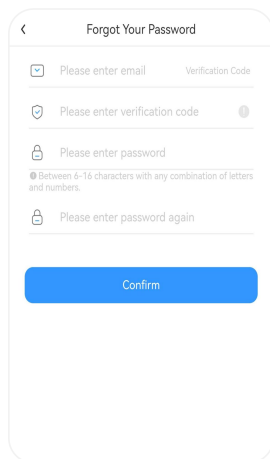 Forgot Your Password
Please enter email Verification Code
Please enter verification code
Please enter password
Between 6-16 characters with any combination of letters
and numbers.
Please enter password again
Confirm